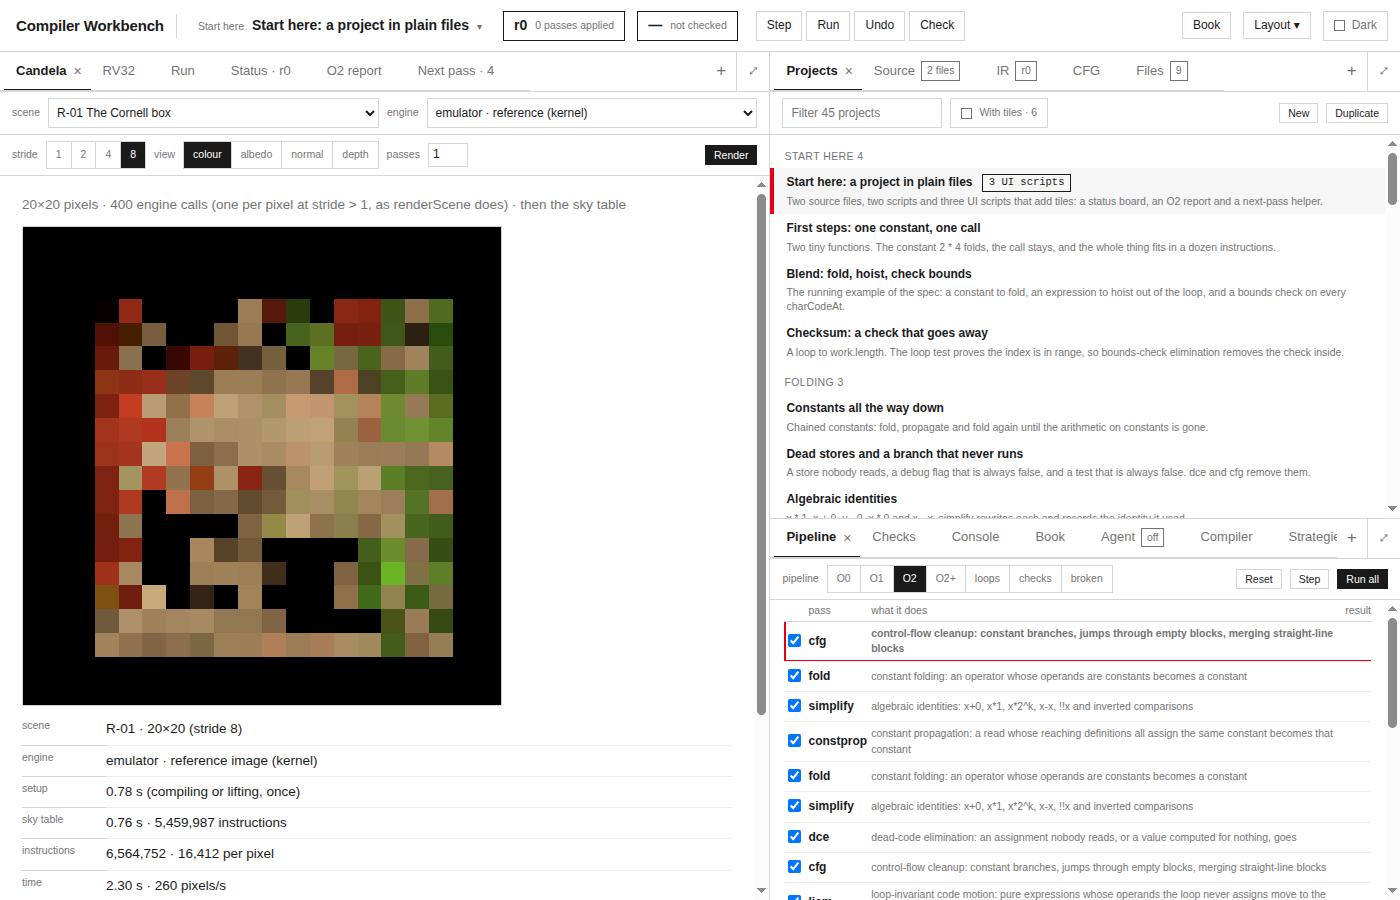 Compiler Workbench
Start here Start here: a project in plain files ▾
r0 0 passes applied
— not checked
Step Run Undo Check
Book Layout ▾ Dark
Candela × RV32 Run Status · r0 O2 report Next pass · 4 + ⤢
scene R-01 The Cornell box engine emulator · reference (kernel)
stride 1 2 4 8 view colour albedo normal depth passes 1 Render
20×20 pixels · 400 engine calls (one per pixel at stride > 1, as renderScene does) · then the sky table
scene R-01 · 20×20 (stride 8)
engine emulator · reference image (kernel)
setup 0.78 s (compiling or lifting, once)
sky table 0.76 s · 5,459,987 instructions
instructions 6,564,752 · 16,412 per pixel
time 2.30 s · 260 pixels/s
Projects × Source 2 files IR r0 CFG Files 9 + ⤢
Filter 45 projects With tiles · 6 New Duplicate
START HERE 4
Start here: a project in plain files 3 UI scripts
Two source files, two scripts and three UI scripts that add tiles: a status board, an O2 report and a next-pass helper.
First steps: one constant, one call
Two tiny functions. The constant 2 * 4 folds, the call stays, and the whole thing fits in a dozen instructions.
Blend: fold, hoist, check bounds
The running example of the spec: a constant to fold, an expression to hoist out of the loop, and a bounds check on every
charCodeAt.
Checksum: a check that goes away
A loop to work.length. The loop test proves the index is in range, so bounds-check elimination removes the check inside.
FOLDING 3
Constants all the way down
Chained constants: fold, propagate and fold again until the arithmetic on constants is gone.
Dead stores and a branch that never runs
A store nobody reads, a debug flag that is always false, and a test that is always false. dce and cfg remove them.
Algebraic identities
Pipeline × Checks Console Book Agent off Compiler Strategie + ⤢
pipeline O0 O1 O2 O2+ loops checks broken Reset Step Run all
pass what it does result
cfg control-flow cleanup: constant branches, jumps through empty blocks, merging straight-line
blocks
fold constant folding: an operator whose operands are constants becomes a constant
simplify algebraic identities: x+0, x*1, x*2^k, x-x, !!x and inverted comparisons
constprop constant propagation: a read whose reaching definitions all assign the same constant becomes that
constant
fold constant folding: an operator whose operands are constants becomes a constant
simplify algebraic identities: x+0, x*1, x*2^k, x-x, !!x and inverted comparisons
dce dead-code elimination: an assignment nobody reads, or a value computed for nothing, goes
cfg control-flow cleanup: constant branches, jumps through empty blocks, merging straight-line blocks
loop-invariant code motion: pure expressions whose operands the loop never assigns move to the